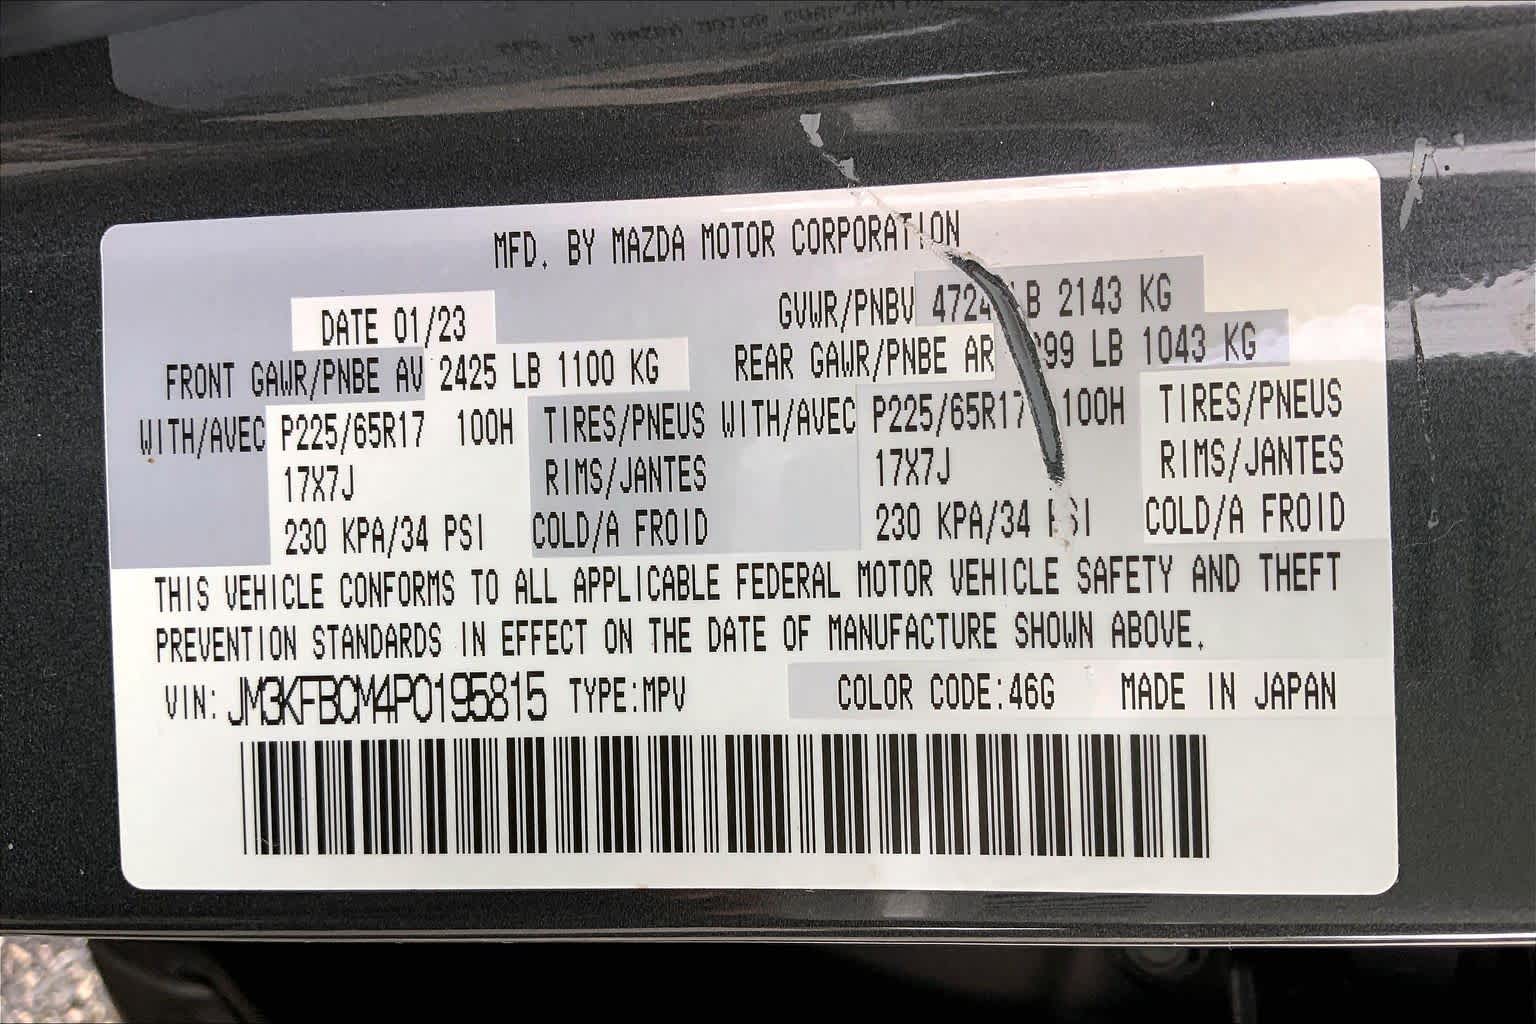 MFD. BY MAZDA MOTOR CORPORATION
DATE 01/23 GVWR/PNBV LB 2143 KG
FRONT GAWR/PNBE AV 2425 LB 1100 KG REAR GAWR/PNBE AR LB 1043 KG
WITH/AVEC P225/65R17 100H TIRES/PNEUS WITH/AVEC P225/65R17 100H TIRES/PNEUS
17X7J RIMS/JANTES 17X7J RIMS/JANTES
230 KPA/34 PSI COLD/A FROID 230 KPA/34 PSI COLD/A FROID
THIS VEHICLE CONFORMS TO ALL APPLICABLE FEDERAL MOTOR VEHICLE SAFETY AND THEFT
PREVENTION STANDARDS IN EFFECT ON THE DATE OF MANUFACTURE SHOWN ABOVE.
VIN: JM3KFBCM4P0195815 TYPE:MPV COLOR CODE:46G MADE IN JAPAN